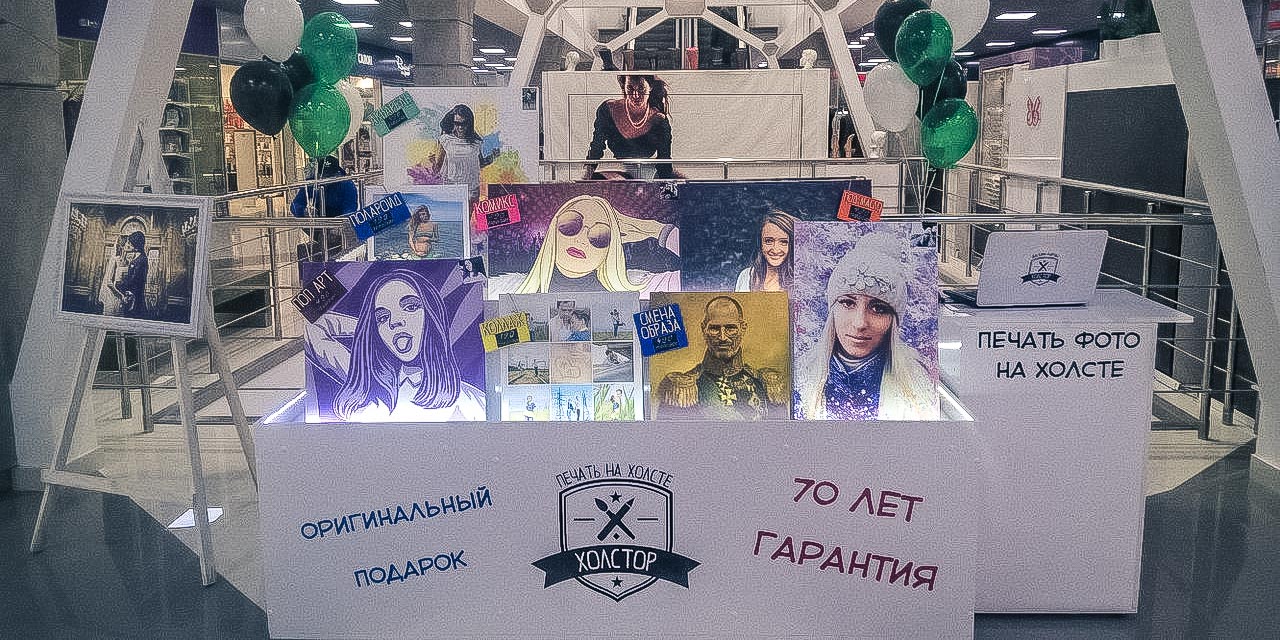 ПОЛАРОИД
КОМИКС
ПОП АРТ
КОЛЛАЖ
СМЕНА
ОБРАЗА
ПЕЧАТЬ ФОТО
НА ХОЛСТЕ
ОРИГИНАЛЬНЫЙ
ПОДАРОК
ПЕЧАТЬ НА ХОЛСТЕ
ХОЛСТОР
70 ЛЕТ
ГАРАНТИЯ